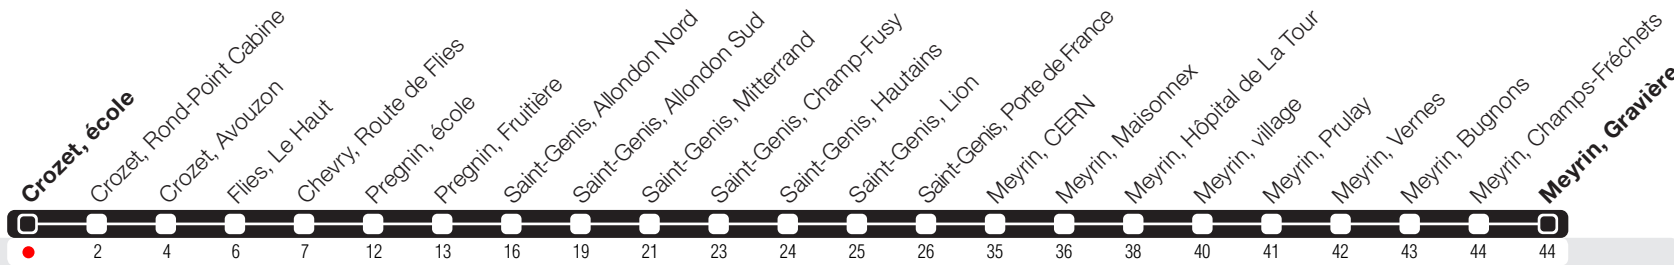 Crozet, école
Crozet, Rond-Point Cabine
Crozet, Avouzon
Flies, Le Haut
Chevry, Route de Flies
Pregnin, école
Pregnin, Fruitière
Saint-Genis, Allondon Nord
Saint-Genis, Allondon Sud
Saint-Genis, Mitterrand
Saint-Genis, Champ-Fusy
Saint-Genis, Hautains
Saint-Genis, Lion
Saint-Genis, Porte de France
Meyrin, CERN
Meyrin, Maisonnex
Meyrin, Hôpital de La Tour
Meyrin, village
Meyrin, Prulay
Meyrin, Vernes
Meyrin, Bugnons
Meyrin, Champs-Fréchets
Meyrin, Gravière
2 4 6 7 12 13 16 19 21 23 24 25 26 35 36 38 40 41 42 43 44 44